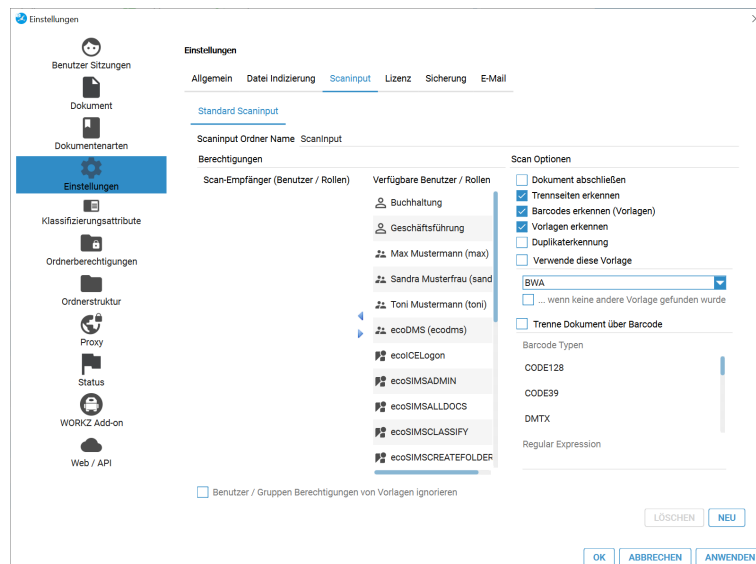 Einstellungen
Benutzer Sitzungen
Dokument
Dokumentenarten
Einstellungen
Klassifizierungsattribute
Ordnerberechtigungen
Ordnerstruktur
Proxy
Status
WORKZ Add-on
Web / API
Einstellungen
Allgemein Datei Indizierung Scaninput Lizenz Sicherung E-Mail
Standard Scaninput
Scaninput Ordner Name ScanInput
Berechtigungen
Scan-Empfänger (Benutzer / Rollen)
Verfügbare Benutzer / Rollen
Buchhaltung
Geschäftsführung
Max Mustermann (max)
Sandra Musterfrau (sand
Toni Mustermann (toni)
ecoDMS (ecodms)
ecoICELogon
ecoSIMSADMIN
ecoSIMSALLDOCS
ecoSIMSCLASSIFY
ecoSIMSCREATEFOLDER
Benutzer / Gruppen Berechtigungen von Vorlagen ignorieren
Scan Optionen
Dokument abschließen
Trennseiten erkennen
Barcodes erkennen (Vorlagen)
Vorlagen erkennen
Duplikaterkennung
Verwende diese Vorlage
BWA
... wenn keine andere Vorlage gefunden wurde
Trenne Dokument über Barcode
Barcode Typen
CODE128
CODE39
DMTX
Regular Expression
LÖSCHEN NEU
OK ABBRECHEN ANWENDEN